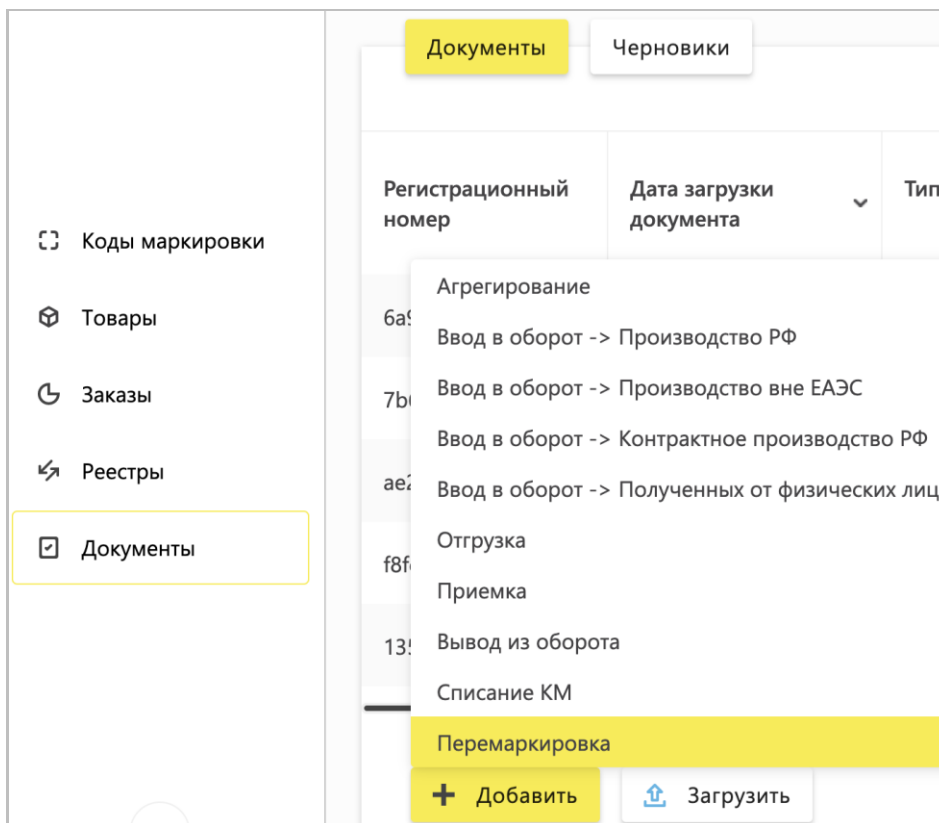 Документы
Черновики
Регистрационный
номер
Дата загрузки
документа
Тип
Коды маркировки
Товары
Заказы
Реестры
Документы
Агрегирование
Ввод в оборот -> Производство РФ
Ввод в оборот -> Производство вне ЕАЭС
Ввод в оборот -> Контрактное производство РФ
Ввод в оборот -> Полученных от физических лиц
Отгрузка
Приемка
Вывод из оборота
Списание КМ
Перемаркировка
Добавить
Загрузить